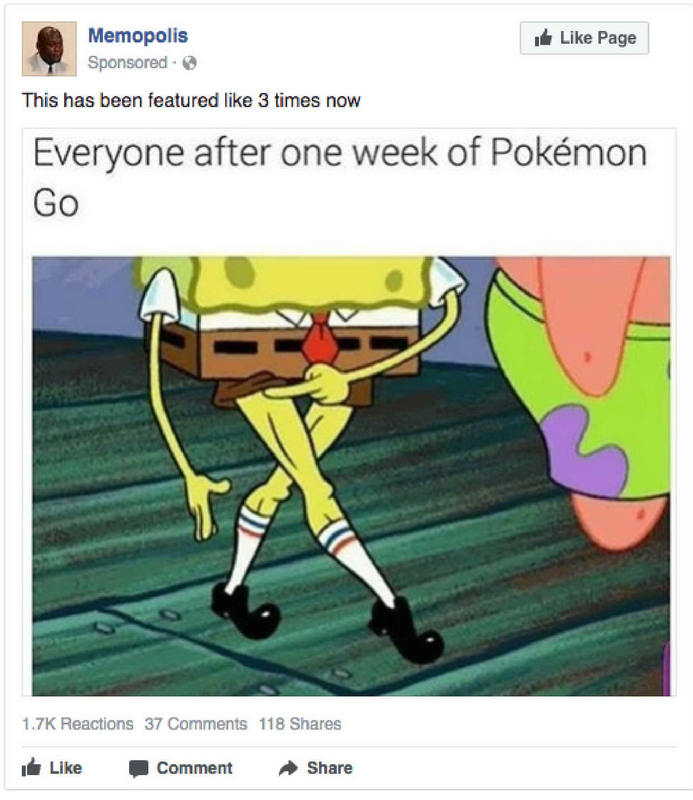 Memopolis
Like Page
Sponsored ·
This has been featured like 3 times now
Everyone after one week of Pokémon
Go
1.7K Reactions 37 Comments 118 Shares
Like Comment Share